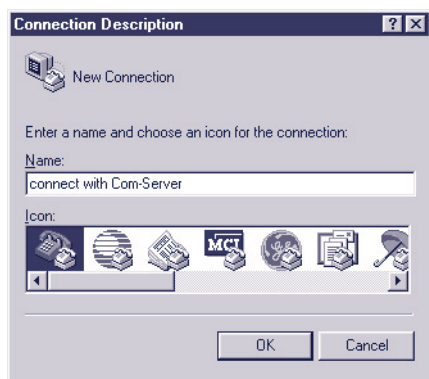 Connection Description
New Connection
Enter a name and choose an icon for the connection:
Name:
connect with Com-Server
Icon:
MCI
OK
Cancel